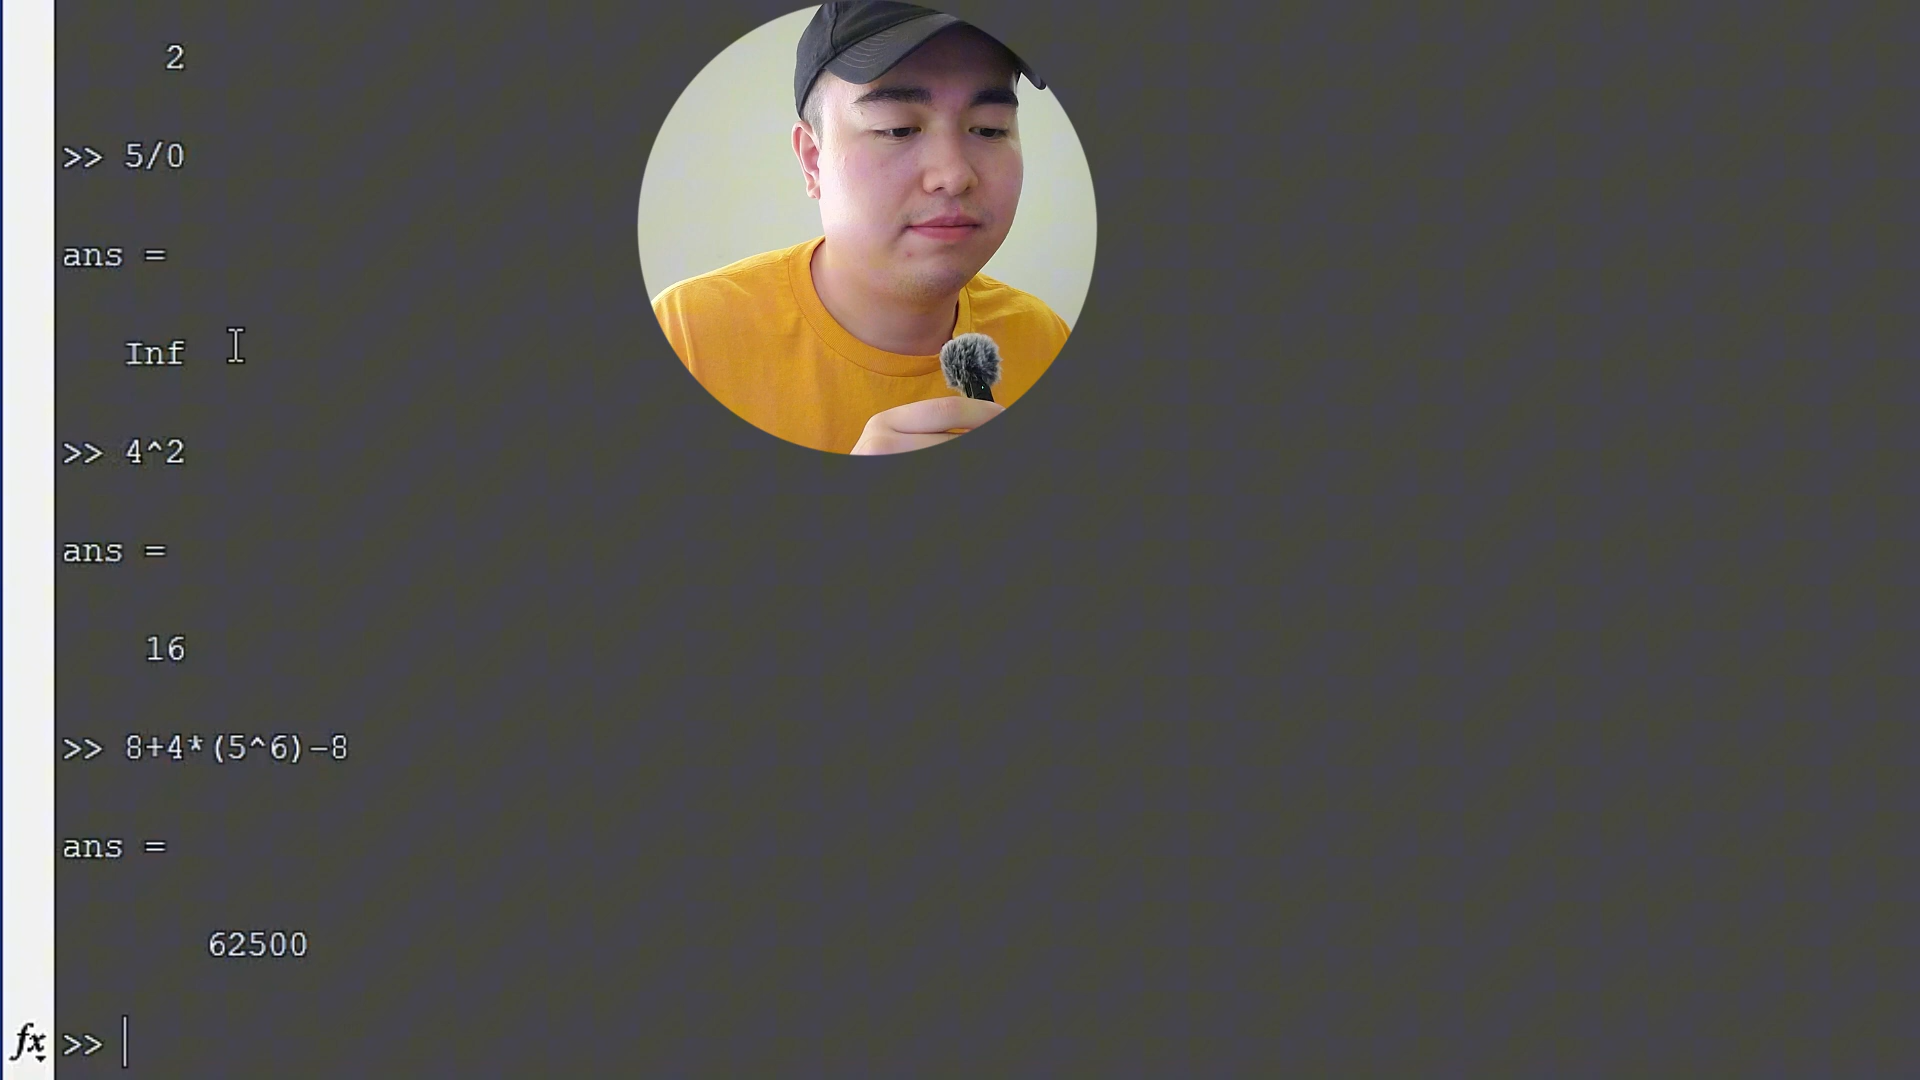 2
>> 5/0
ans =
Inf
>> 4^2
ans =
16
>> 8+4*(5^6)-8
ans =
62500
fx >>